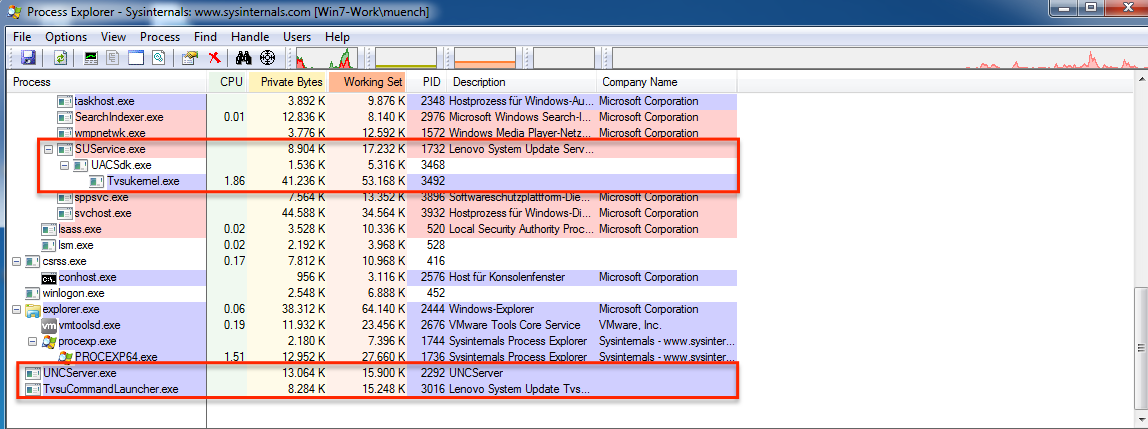 Process Explorer - Sysinternals: www.sysinternals.com [Win7-Work\muench]
File Options View Process Find Handle Users Help
Process CPU Private Bytes Working Set PID Description Company Name
taskhost.exe 3.892 K 9.876 K 2348 Hostprozess für Windows-Au... Microsoft Corporation
SearchIndexer.exe 0.01 12.836 K 8.140 K 2976 Microsoft Windows Search-I... Microsoft Corporation
wmpnetwk.exe 3.776 K 12.592 K 1572 Windows Media Player-Netz... Microsoft Corporation
SUService.exe 8.904 K 17.232 K 1732 Lenovo System Update Serv...
UACSdk.exe 1.536 K 5.316 K 3468
Tvsukernel.exe 1.86 41.236 K 53.168 K 3492
sppsvc.exe 7.564 K 13.352 K 3896 Softwareschutzplattform-Die... Microsoft Corporation
svchost.exe 44.588 K 34.564 K 3932 Hostprozess für Windows-Di... Microsoft Corporation
lsass.exe 0.02 3.528 K 10.336 K 520 Local Security Authority Proc... Microsoft Corporation
lsm.exe 0.02 2.192 K 3.968 K 528
csrss.exe 0.17 7.812 K 10.968 K 416
conhost.exe 956 K 3.116 K 2576 Host für Konsolenfenster Microsoft Corporation
winlogon.exe 2.548 K 6.888 K 452
explorer.exe 0.06 38.312 K 64.140 K 2444 Windows-Explorer Microsoft Corporation
vmtoolsd.exe 0.19 11.932 K 23.456 K 2676 VMware Tools Core Service VMware, Inc.
procexp.exe 2.180 K 7.396 K 1744 Sysinternals Process Explorer Sysinternals - www.sysinter...
PROCEXP64.exe 1.51 12.952 K 27.660 K 1736 Sysinternals Process Explorer Sysinternals - www.sysinter...
UNCServer.exe 13.064 K 15.900 K 2292 UNCServer
TvsuCommandLauncher.exe 8.284 K 15.248 K 3016 Lenovo System Update Tvs...